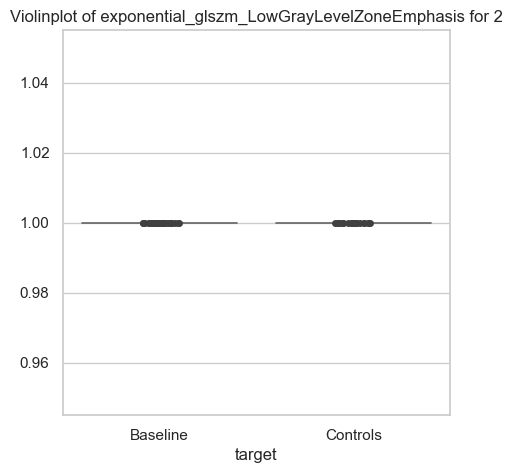 Violinplot of exponential_glszm_LowGrayLevelZoneEmphasis for 2
1.04
1.02
1.00
0.98
0.96
Baseline
Controls
target